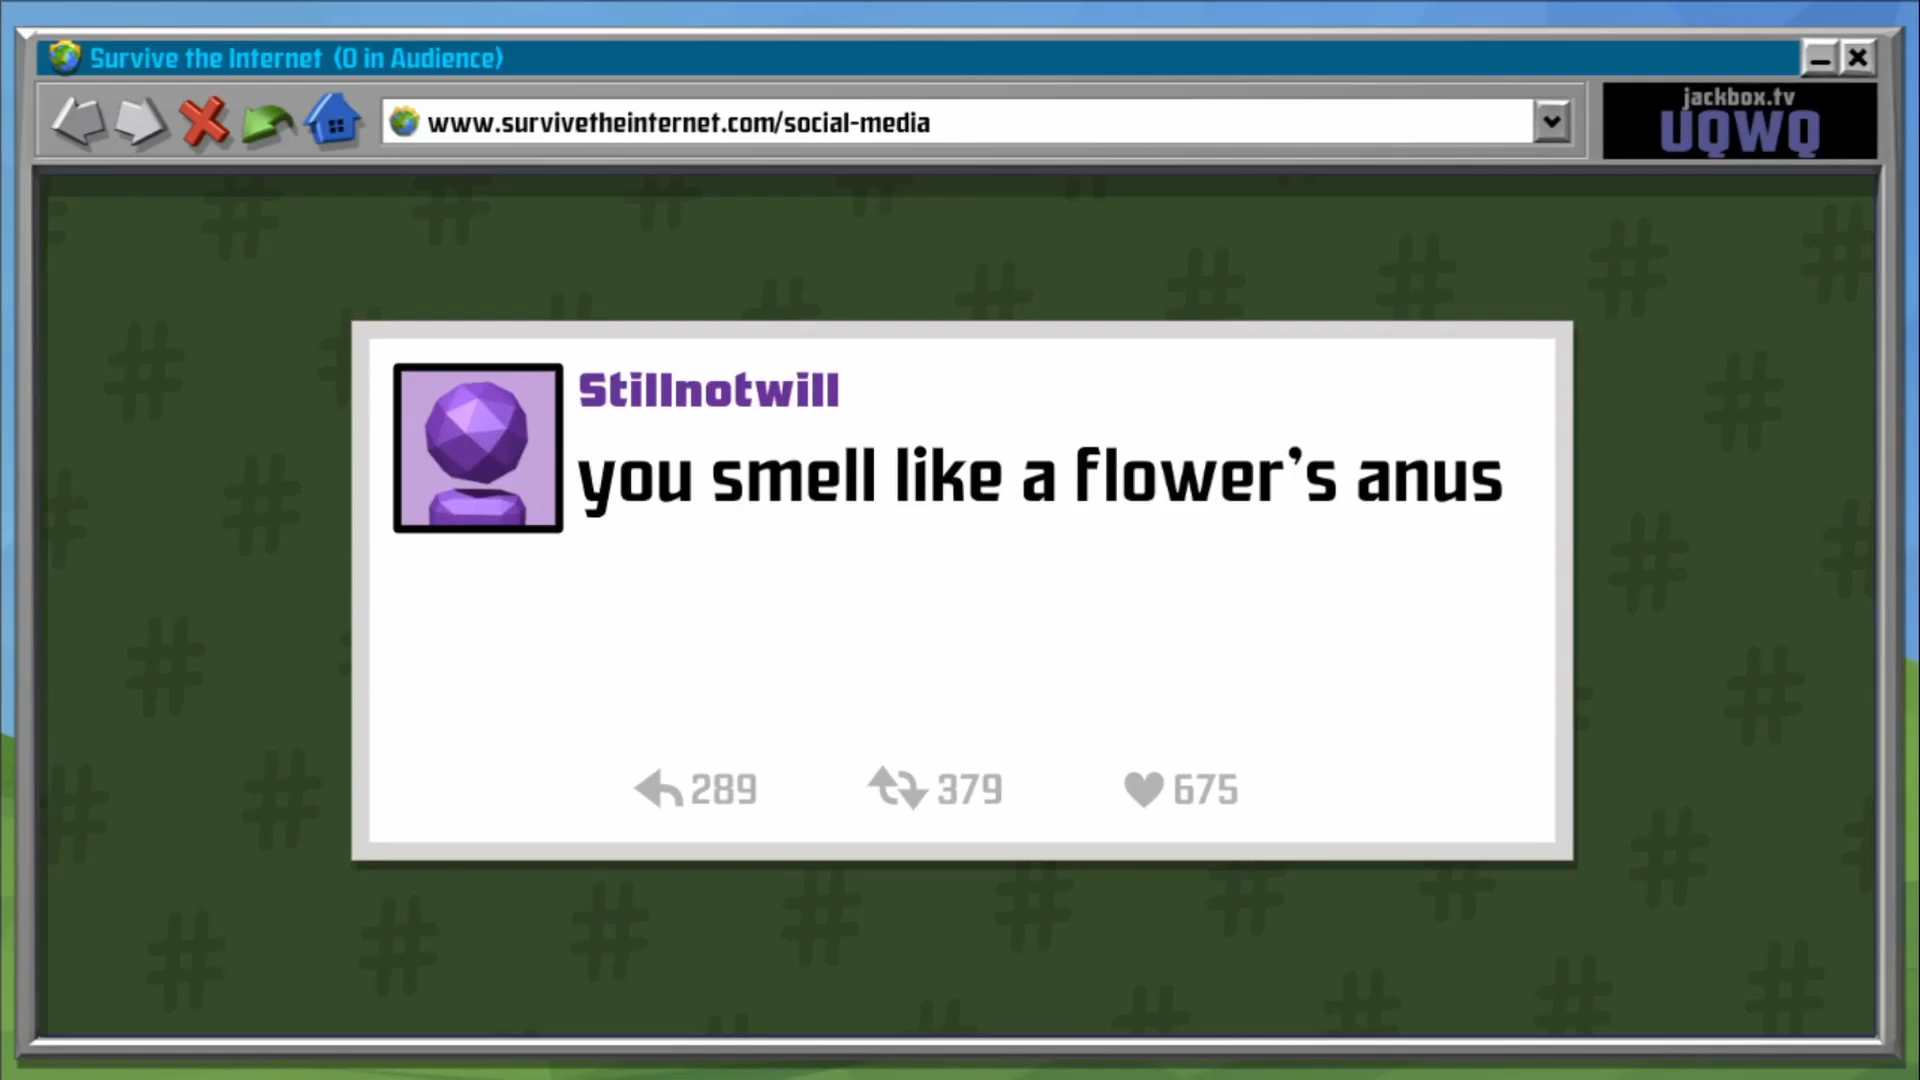 Survive the Internet (0 in Audience)
www.survivetheinternet.com/social-media
jackbox.tv
UQWQ
Stillnotwill
you smell like a flower's anus
289 379 675